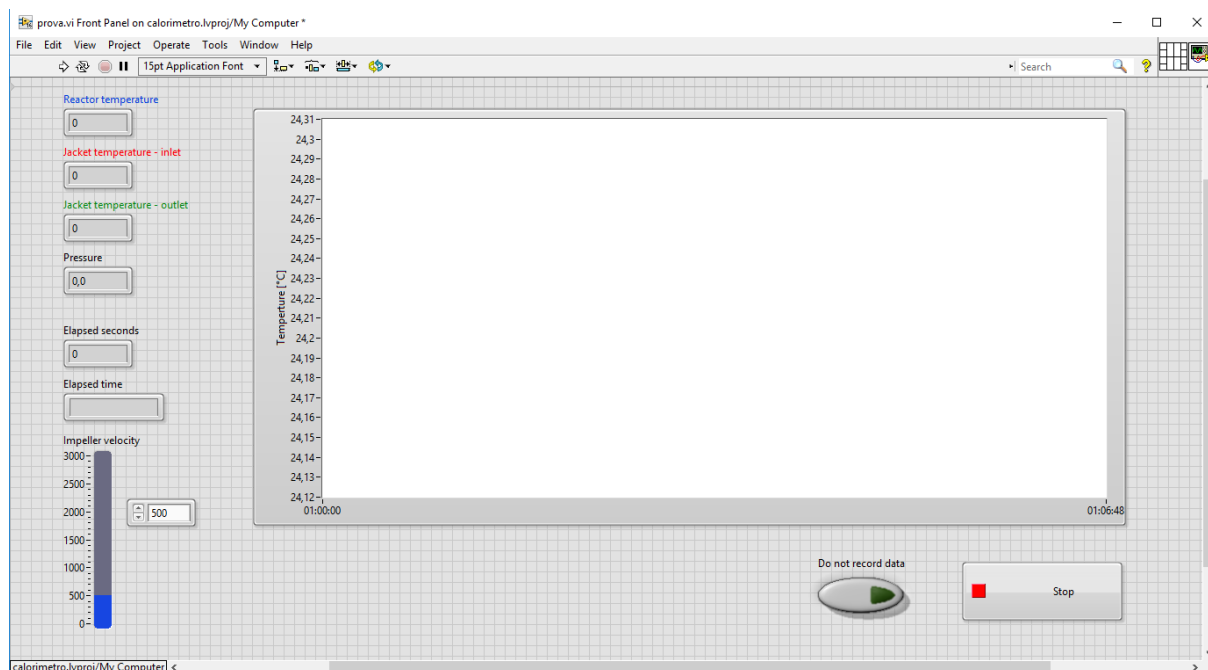 prova.vi Front Panel on calorimetro.lvproj/My Computer *
File Edit View Project Operate Tools Window Help
15pt Application Font
Search
Reactor temperature
0
Jacket temperature - inlet
0
Jacket temperature - outlet
0
Pressure
0,0
Elapsed seconds
0
Elapsed time
Impeller velocity
3000
2500
2000
1500
1000
500
0
500
Temperture [°C]
24,31
24,3
24,29
24,28
24,27
24,26
24,25
24,24
24,23
24,22
24,21
24,2
24,19
24,18
24,17
24,16
24,15
24,14
24,13
24,12
01:00:00 01:06:48
Do not record data
Stop
calorimetro.lvproj/My Computer